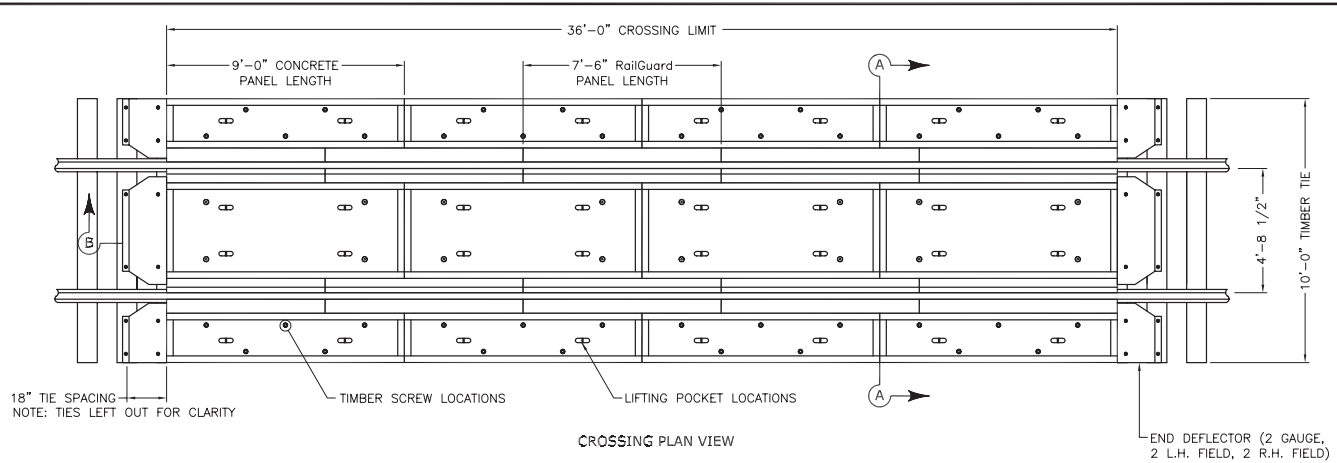 36'-0" CROSSING LIMIT
9'-0" CONCRETE
PANEL LENGTH
7'-6" RailGuard
PANEL LENGTH
A
B
4'-8 1/2"
10'-0" TIMBER TIE
18" TIE SPACING
NOTE: TIES LEFT OUT FOR CLARITY
TIMBER SCREW LOCATIONS
LIFTING POCKET LOCATIONS
A
CROSSING PLAN VIEW
END DEFLECTOR (2 GAUGE,
2 L.H. FIELD, 2 R.H. FIELD)